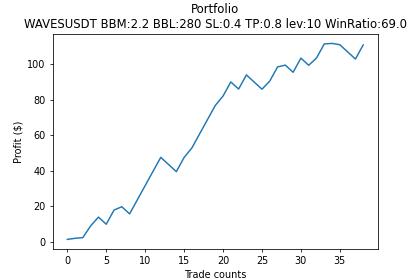 Portfolio
WAVESUSDT BBM:2.2 BBL:280 SL:0.4 TP:0.8 lev:10 WinRatio:69.0
Profit ($)
100
80
60
40
20
0
0 5 10 15 20 25 30 35
Trade counts